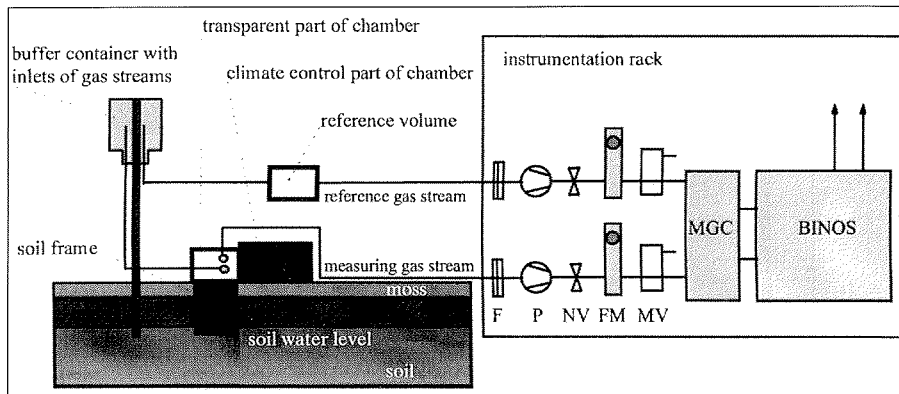 transparent part of chamber
buffer container with
inlets of gas streams
climate control part of chamber
instrumentation rack
reference volume
reference gas stream
MGC
BINOS
soil frame
measuring gas stream
moss
F P NV FM MV
soil water level
soil